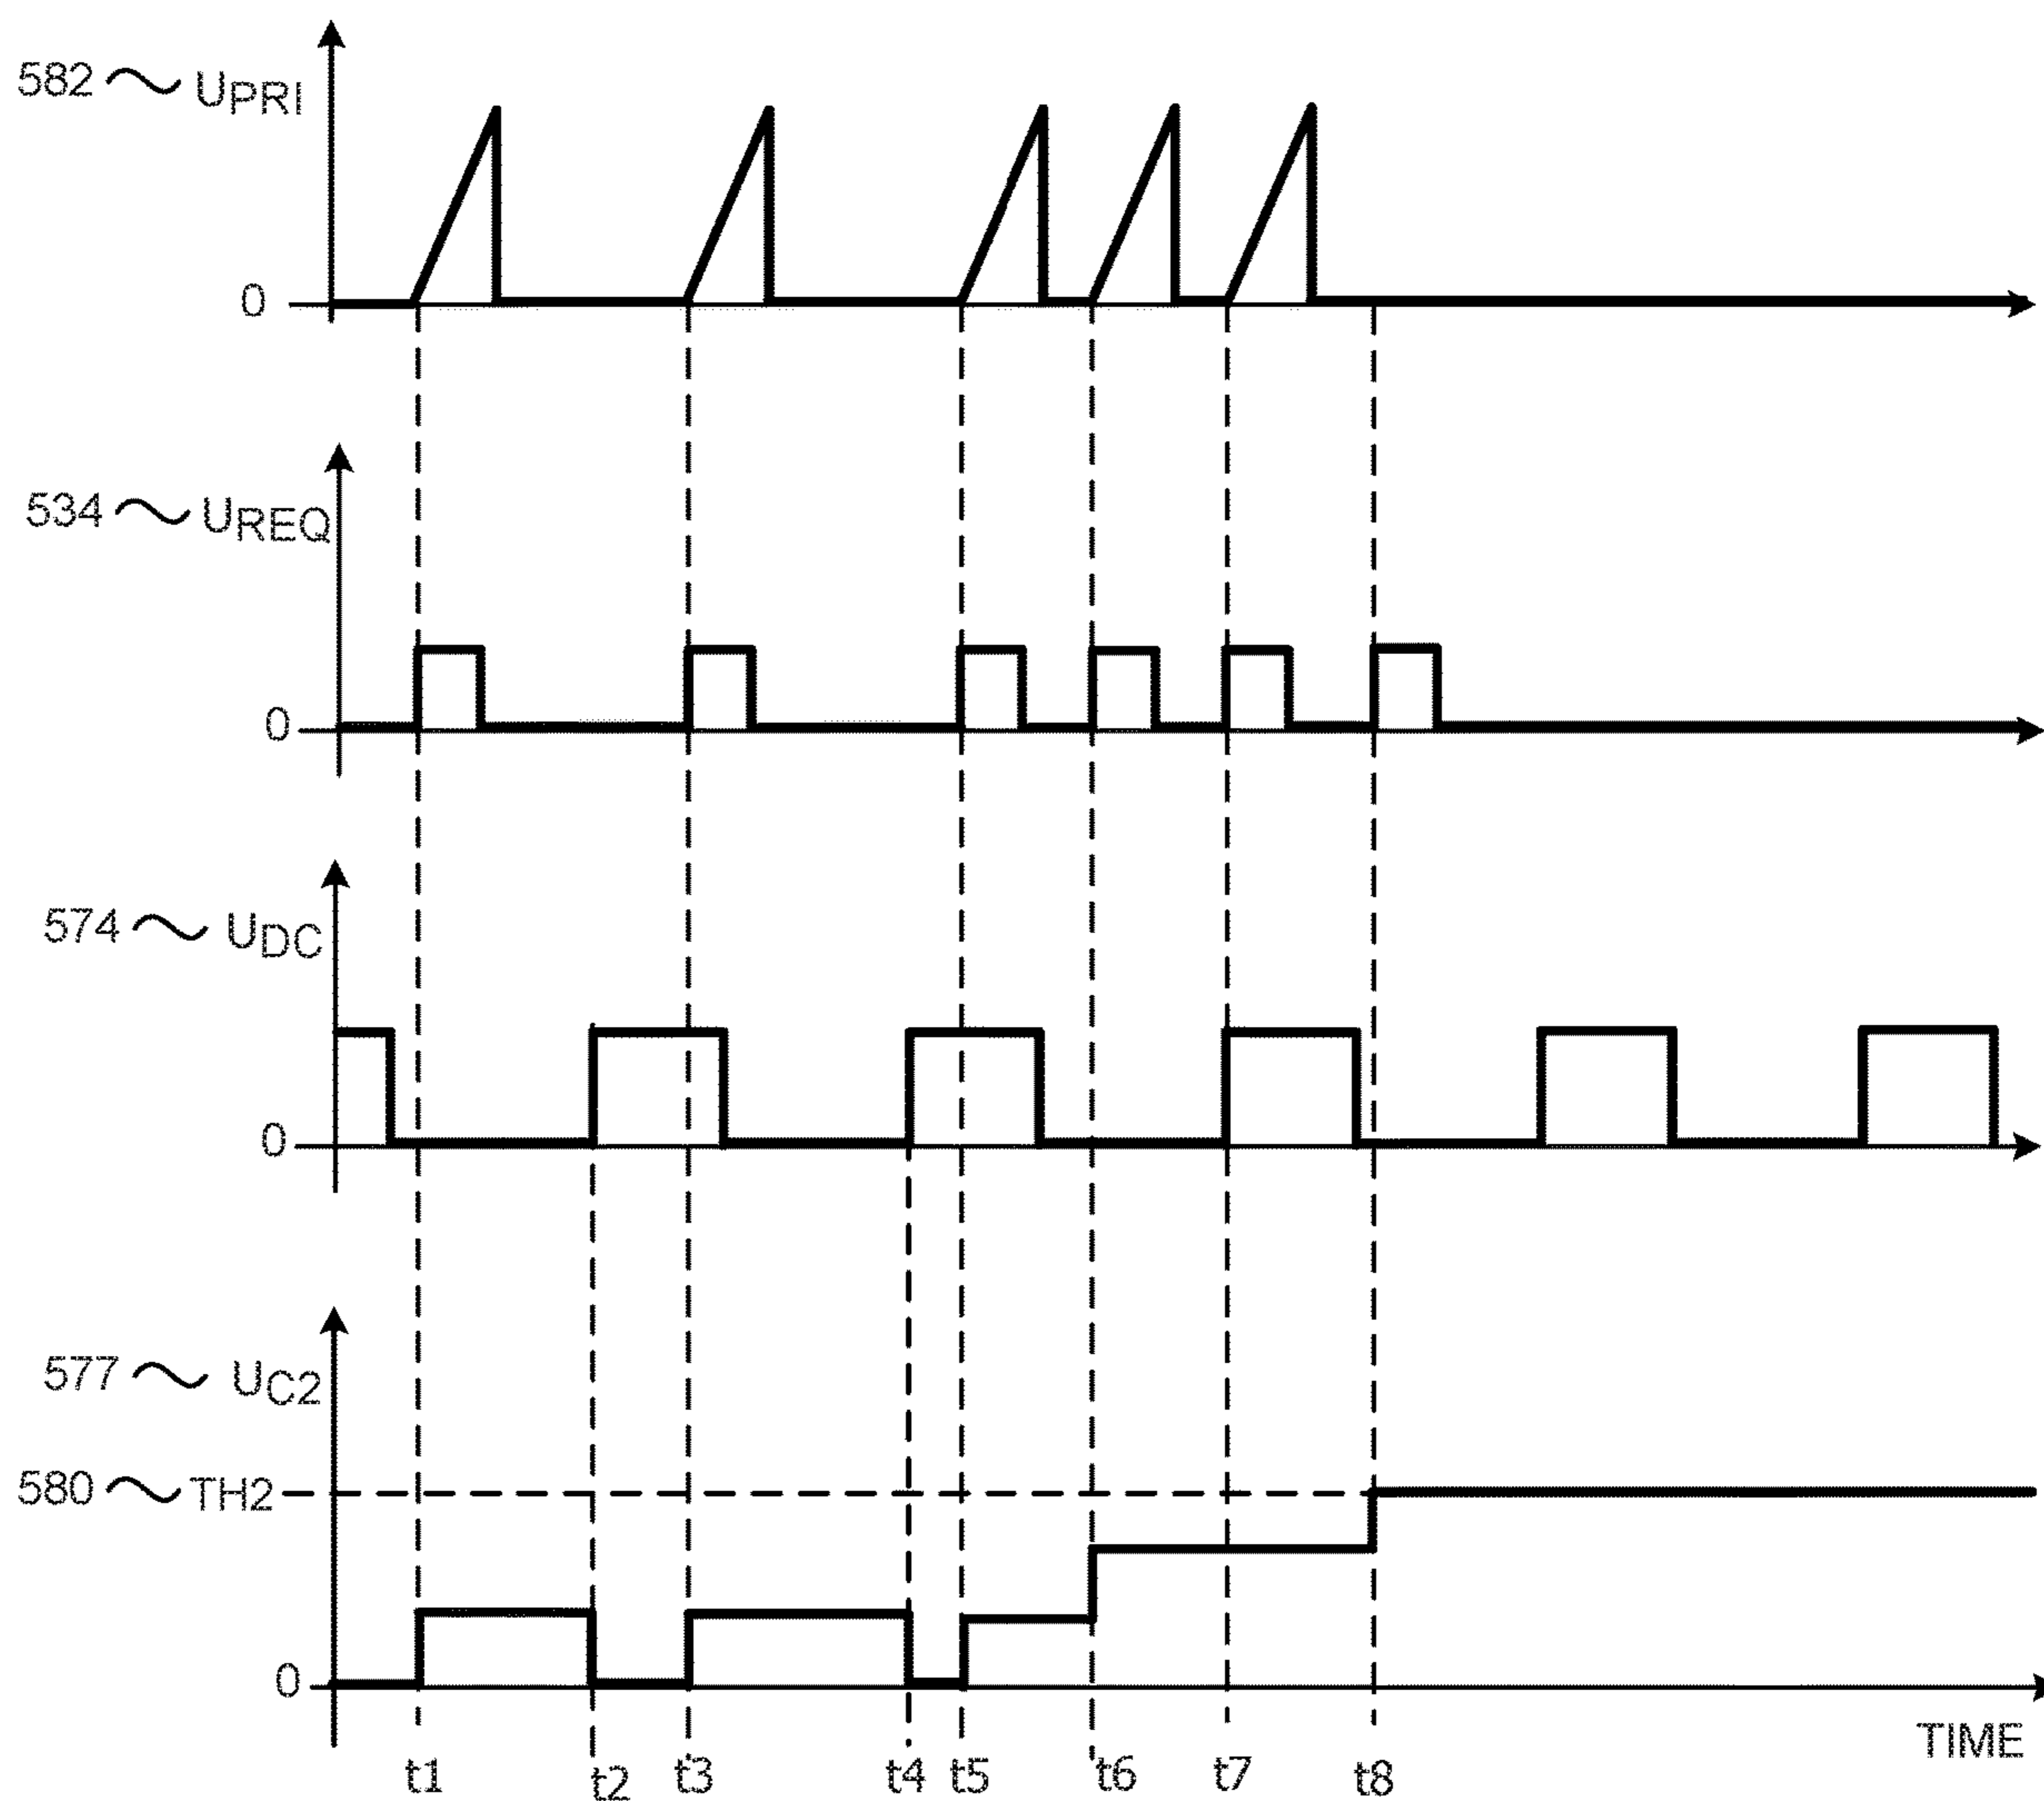 582 ~ UPRI
0
534 ~ UREQ
0
574 ~ UDC
0
577 ~ UC2
580 ~ TH2
0
TIME
t1 t2 t3 t4 t5 t6 t7 t8